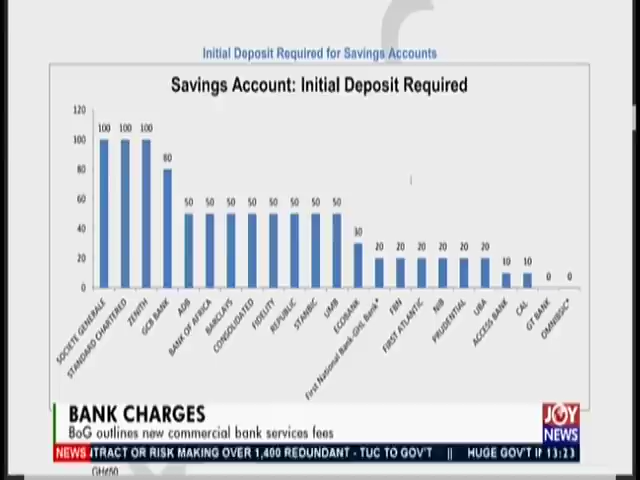 Initial Deposit Required for Savings Accounts
Savings Account: Initial Deposit Required
120
100
80
60
40
20
0
100 100 100 80 50 50 50 50 50 50 50 50 30 20 20 20 20 20 20 10 10 0 0
SOCIETE GENERALE
STANDARD CHARTERED
ZENITH
GCB BANK
ADB
BANK OF AFRICA
BARCLAYS
CONSOLIDATED
FIDELITY
REPUBLIC
STANBIC
UMB
ECOBANK
First National Bank-GHL Bank*
FBN
FIRST ATLANTIC
NIB
PRUDENTIAL
UBA
ACCESS BANK
CAL
GT BANK
OMNIBSIC*
BANK CHARGES
BoG outlines new commercial bank services fees
JOY
NEWS
NEWS NTRACT OR RISK MAKING OVER 1,400 REDUNDANT - TUC TO GOV'T || HUGE GOV'T I 13:23
GH¢50